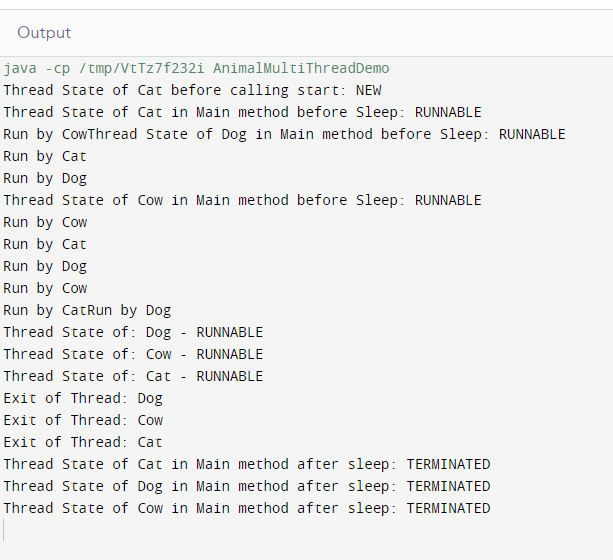 Output
java -cp /tmp/VtTz7f232i AnimalMultiThreadDemo
Thread State of Cat before calling start: NEW
Thread State of Cat in Main method before Sleep: RUNNABLE
Run by CowThread State of Dog in Main method before Sleep: RUNNABLE
Run by Cat
Run by Dog
Thread State of Cow in Main method before Sleep: RUNNABLE
Run by Cow
Run by Cat
Run by Dog
Run by Cow
Run by CatRun by Dog
Thread State of: Dog - RUNNABLE
Thread State of: Cow - RUNNABLE
Thread State of: Cat - RUNNABLE
Exit of Thread: Dog
Exit of Thread: Cow
Exit of Thread: Cat
Thread State of Cat in Main method after sleep: TERMINATED
Thread State of Dog in Main method after sleep: TERMINATED
Thread State of Cow in Main method after sleep: TERMINATED